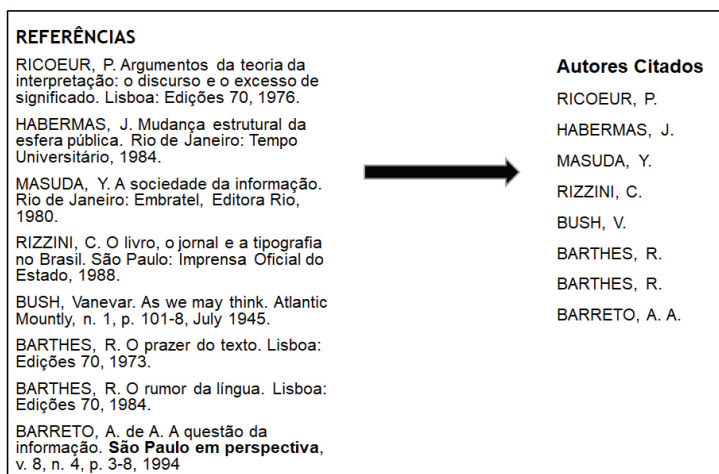 REFERÊNCIAS
RICOEUR, P. Argumentos da teoria da
interpretação: o discurso e o excesso de
significado. Lisboa: Edições 70, 1976.
HABERMAS, J. Mudança estrutural da
esfera pública. Rio de Janeiro: Tempo
Universitário, 1984.
MASUDA, Y. A sociedade da informação.
Rio de Janeiro: Embratel, Editora Rio,
1980.
RIZZINI, C. O livro, o jornal e a tipografia
no Brasil. São Paulo: Imprensa Oficial do
Estado, 1988.
BUSH, Vanevar. As we may think. Atlantic
Mountly, n. 1, p. 101-8, July 1945.
BARTHES, R. O prazer do texto. Lisboa:
Edições 70, 1973.
BARTHES, R. O rumor da língua. Lisboa:
Edições 70, 1984.
BARRETO, A. de A. A questão da
informação. São Paulo em perspectiva,
v. 8, n. 4, p. 3-8, 1994
Autores Citados
RICOEUR, P.
HABERMAS, J.
MASUDA, Y.
RIZZINI, C.
BUSH, V.
BARTHES, R.
BARTHES, R.
BARRETO, A. A.